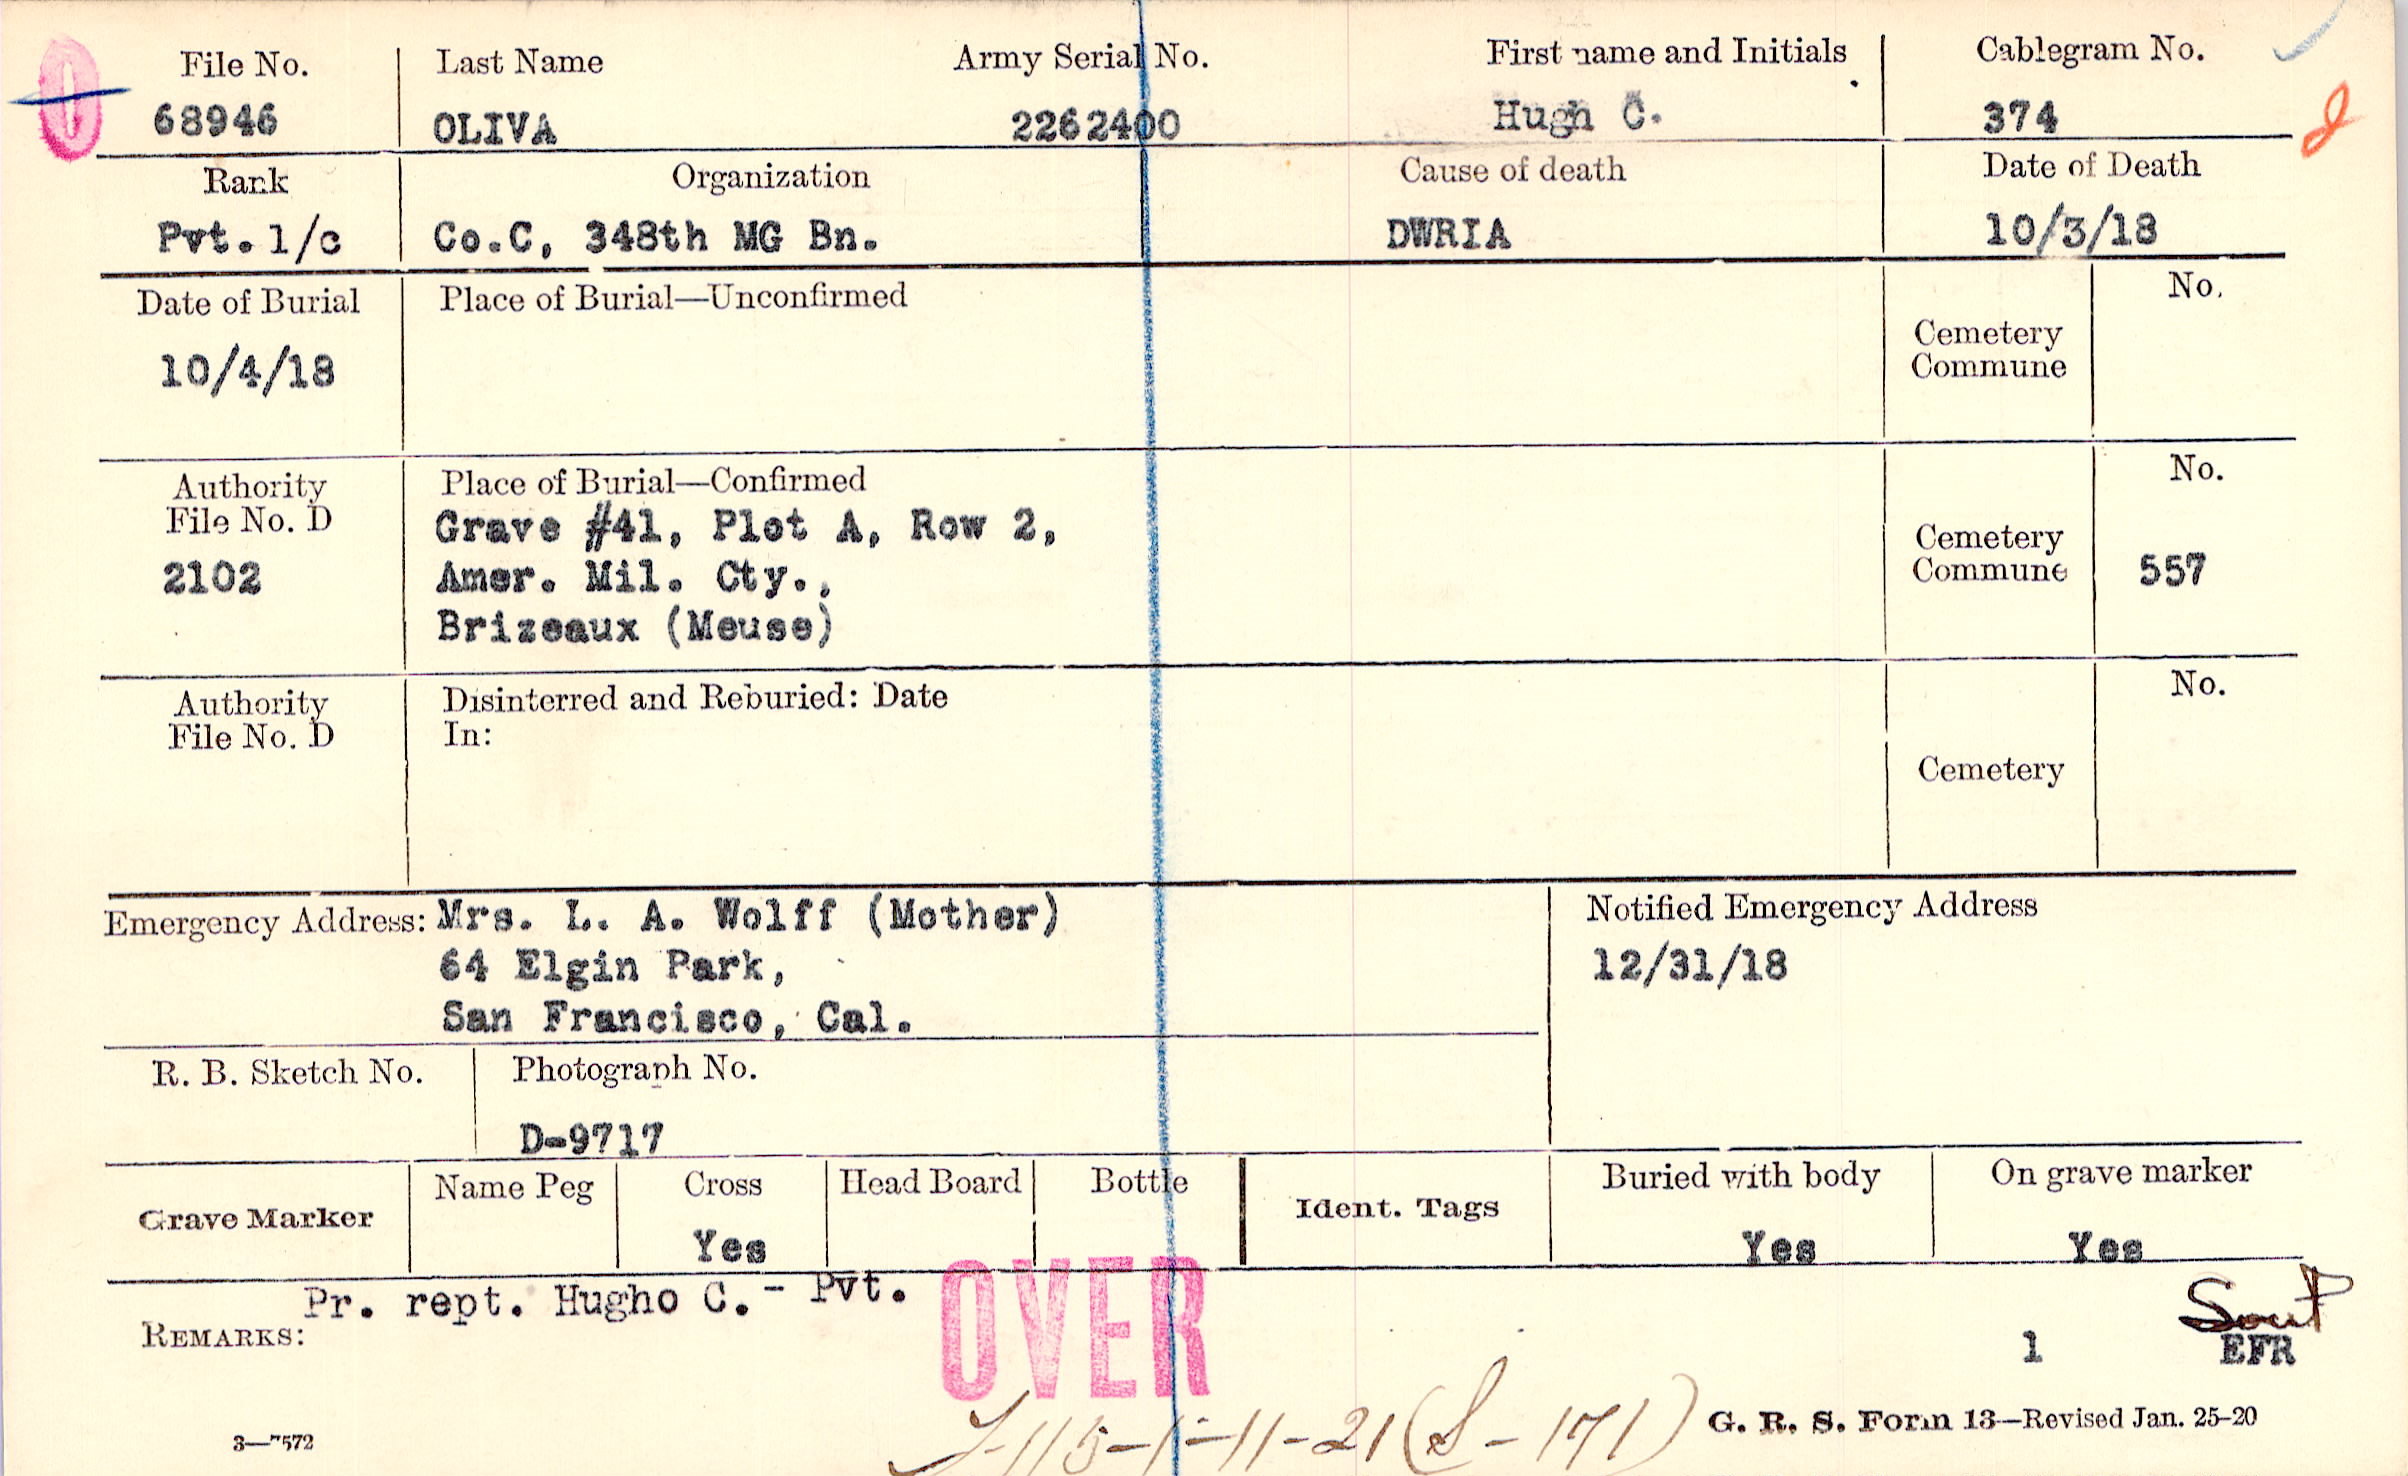 File No. Last Name Army Serial No. First name and Initials Cablegram No.
68946 OLIVA 2262400 Hugh C. 374
Rank Organization Cause of death Date of Death
Pvt. 1/c Co.C, 348th MG Bn. DWRIA 10/3/18
Date of Burial Place of Burial—Unconfirmed No.
10/4/18 Cemetery
Commune
Authority Place of Burial—Confirmed No.
File No. D Grave #41, Plot A, Row 2, Cemetery
2102 Amer. Mil. Cty., Commune 557
Brizeaux (Meuse)
Authority Disinterred and Reburied: Date No.
File No. D In:
Cemetery
Emergency Address: Mrs. L. A. Wolff (Mother) Notified Emergency Address
64 Elgin Park, 12/31/18
San Francisco, Cal.
R. B. Sketch No. Photograph No.
D-9717
Grave Marker Name Peg Cross Head Board Bottle Ident. Tags Buried with body On grave marker
Yes Yes Yes
Pr. rept. Hugho C. - Pvt. OVER
REMARKS: 1 EFR
G. R. S. Form 13—Revised Jan. 25-20
3—7572